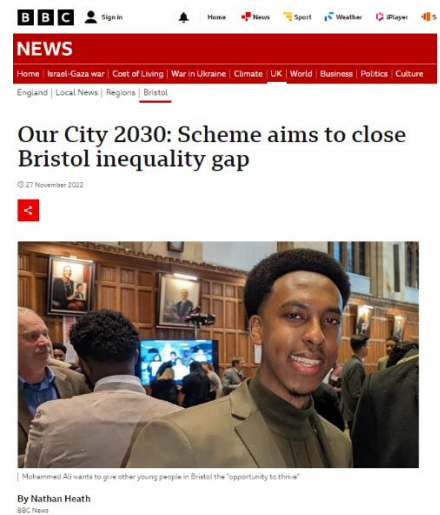 BBC Sign in Home News Sport Weather iPlayer
NEWS
Home | Israel-Gaza war | Cost of Living | War in Ukraine | Climate | UK | World | Business | Politics | Culture
England | Local News | Regions | Bristol
Our City 2030: Scheme aims to close
Bristol inequality gap
27 November 2022
Mohammed Ali wants to give other young people in Bristol the "opportunity to thrive"
By Nathan Heath
BBC News